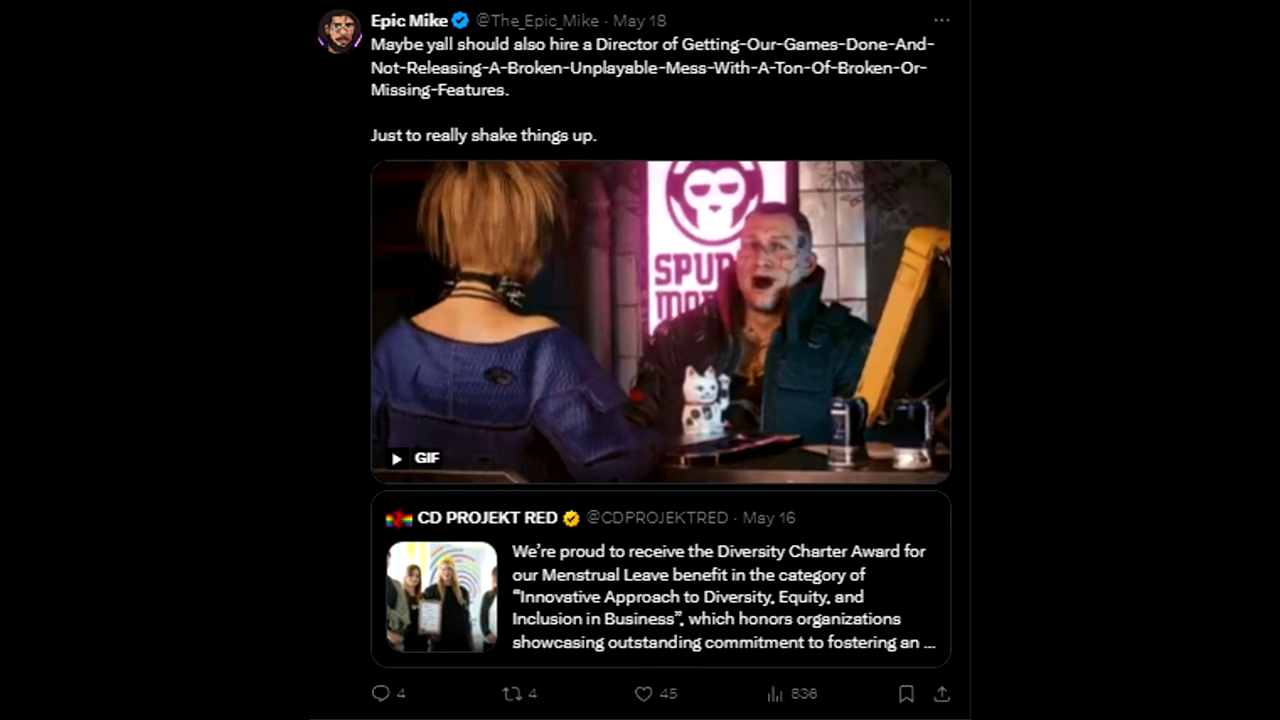 Epic Mike @The_Epic_Mike · May 18
Maybe yall should also hire a Director of Getting-Our-Games-Done-And-
Not-Releasing-A-Broken-Unplayable-Mess-With-A-Ton-Of-Broken-Or-
Missing-Features.
Just to really shake things up.
GIF
CD PROJEKT RED @CDPROJEKTRED · May 16
We're proud to receive the Diversity Charter Award for
our Menstrual Leave benefit in the category of
“Innovative Approach to Diversity, Equity, and
Inclusion in Business”, which honors organizations
showcasing outstanding commitment to fostering an ...
4 4 45 836